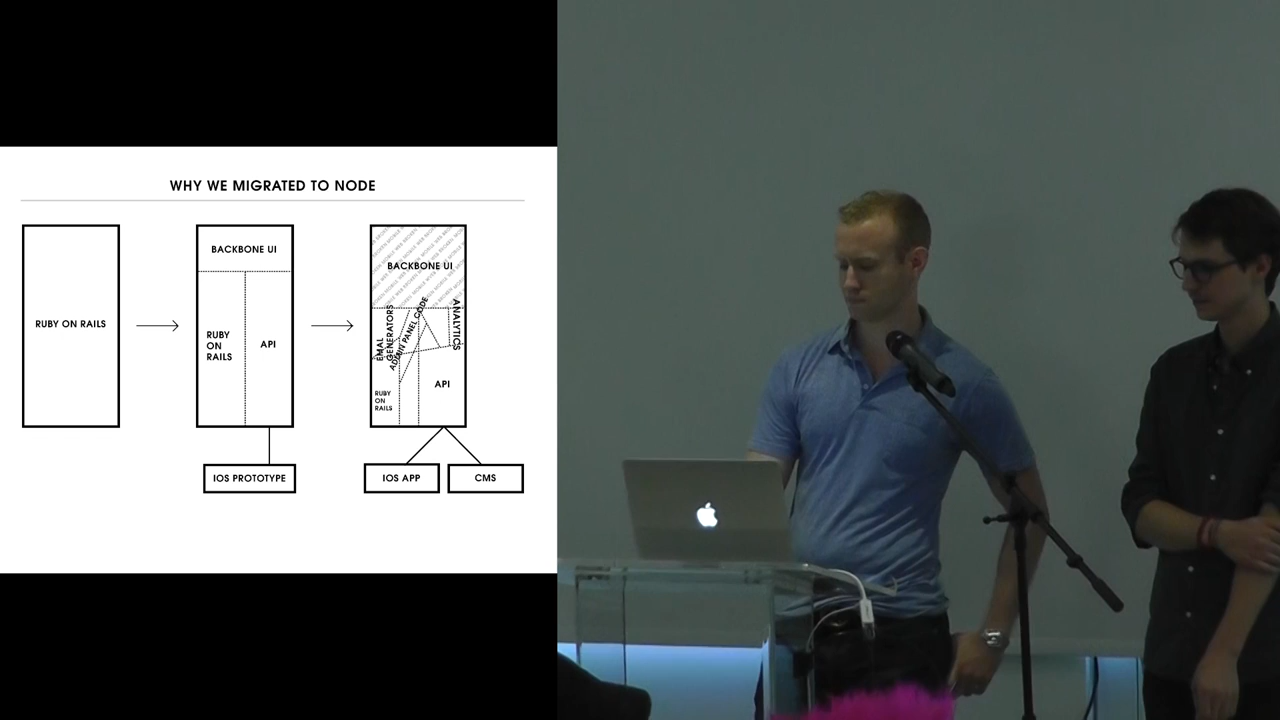 WHY WE MIGRATED TO NODE
RUBY ON RAILS
BACKBONE UI
RUBY
ON
RAILS
API
IOS PROTOTYPE
BACKBONE UI
EMAIL
GENERATORS
ADMIN PANEL CODE
ANALYTICS
RUBY
ON
RAILS
API
IOS APP
CMS